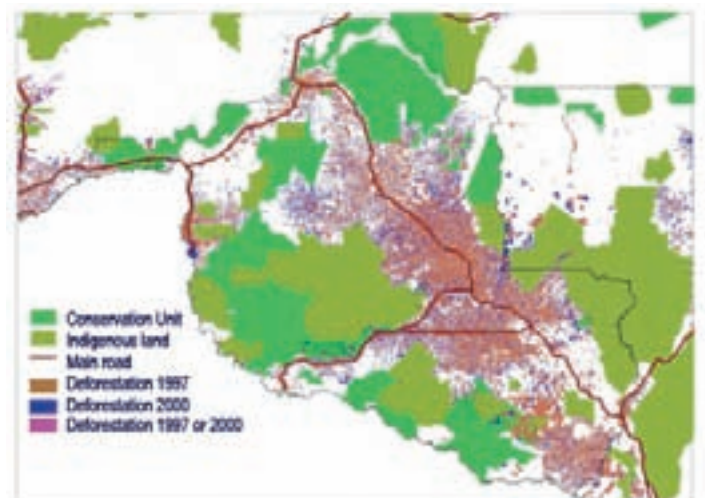 Conservation Unit
Indigenous land
Main road
Deforestation 1997
Deforestation 2000
Deforestation 1997 or 2000